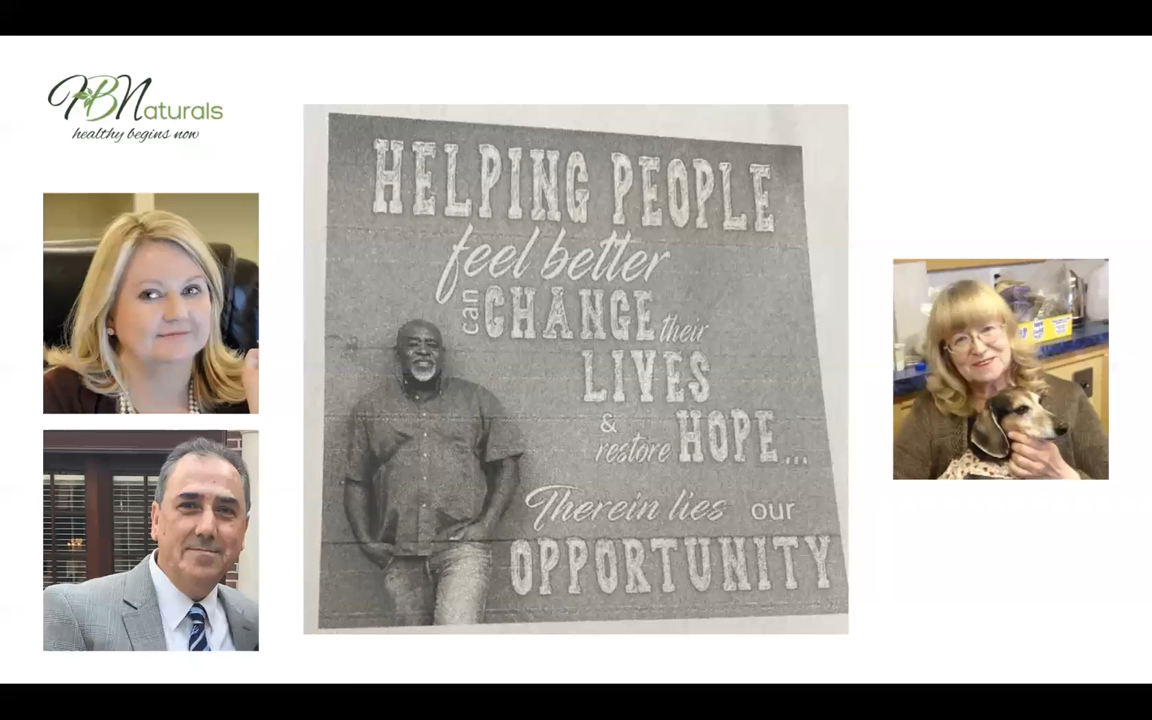 HBNaturals
healthy begins now
HELPING PEOPLE
feel better
can CHANGE their
LIVES
& restore HOPE...
Therein lies our
OPPORTUNITY